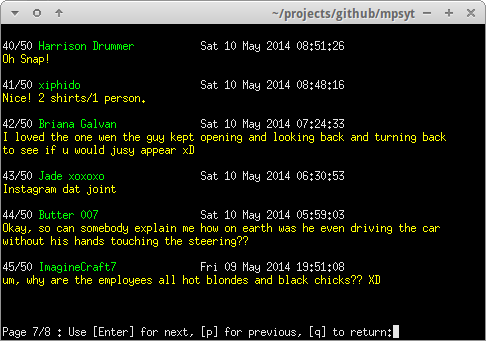 ~/projects/github/mpsyt
40/50 Harrison Drummer Sat 10 May 2014 08:51:26
Oh Snap!
41/50 xiphido Sat 10 May 2014 08:48:16
Nice! 2 shirts/1 person.
42/50 Briana Galvan Sat 10 May 2014 07:24:33
I loved the one wen the guy kept opening and looking back and turning back
to see if u would jusy appear xD
43/50 Jade xoxoxo Sat 10 May 2014 06:30:53
Instagram dat joint
44/50 Butter 007 Sat 10 May 2014 05:59:03
Okay, so can somebody explain me how on earth was he even driving the car
without his hands touching the steering??
45/50 ImagineCraft7 Fri 09 May 2014 19:51:08
um, why are the employees all hot blondes and black chicks?? XD
Page 7/8 : Use [Enter] for next, [p] for previous, [q] to return: